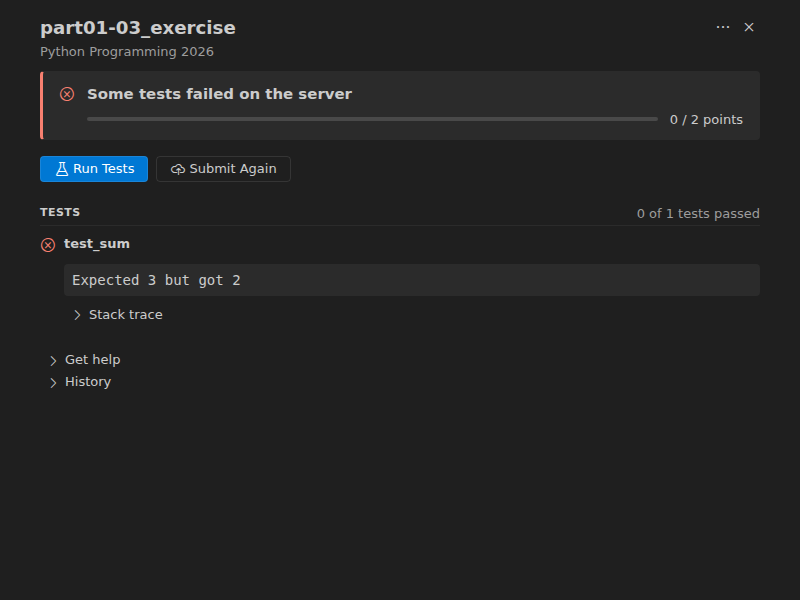 part01-03_exercise
Python Programming 2026
Some tests failed on the server
0 / 2 points
Run Tests
Submit Again
TESTS
0 of 1 tests passed
test_sum
Expected 3 but got 2
Stack trace
Get help
History